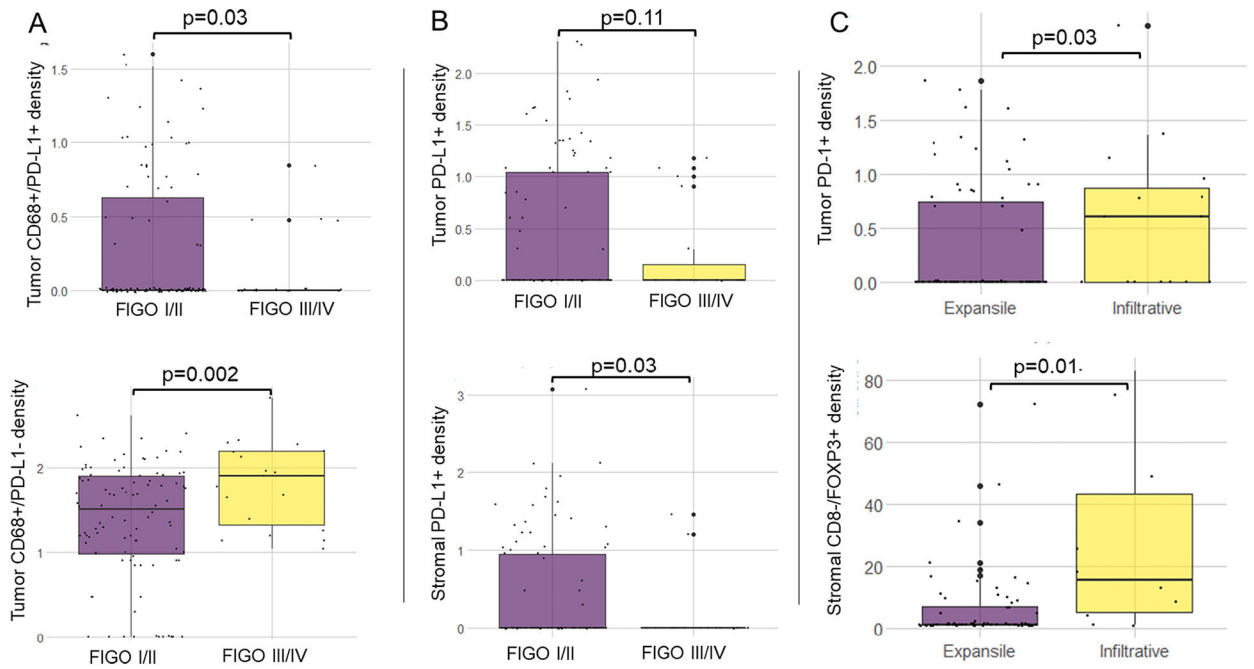 A
p=0.03
Tumor CD68+/PD-L1+ density
1.5
1.0
0.5
0.0
FIGO I/II
FIGO III/IV
p=0.002
Tumor CD68+/PD-L1- density
2
1
0
FIGO I/II
FIGO III/IV
B
p=0.11
Tumor PD-L1+ density
2.0
1.5
1.0
0.5
0.0
FIGO I/II
FIGO III/IV
p=0.03
Stromal PD-L1+ density
3
2
1
0
FIGO I/II
FIGO III/IV
C
p=0.03
Tumor PD-1+ density
2.0
1.5
1.0
0.5
0.0
Expansile
Infiltrative
p=0.01
Stromal CD8-/FOXP3+ density
80
60
40
20
0
Expansile
Infiltrative